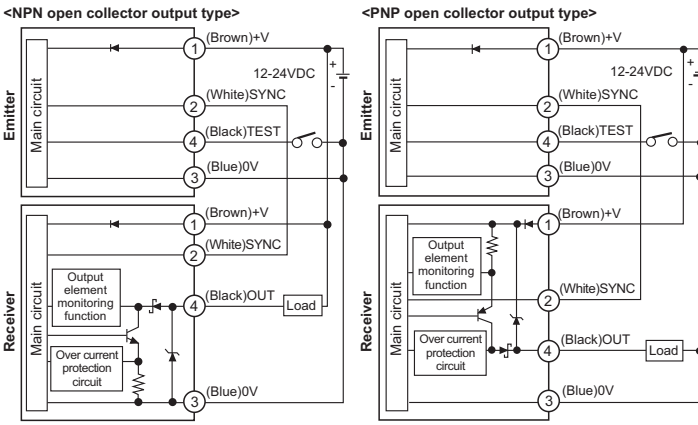 <NPN open collector output type>
Emitter
Main circuit
1
(Brown)+V
12-24VDC
+
-
2
(White)SYNC
4
(Black)TEST
3
(Blue)0V
Receiver
Main circuit
1
(Brown)+V
2
(White)SYNC
Output
element
monitoring
function
4
(Black)OUT
Load
Over current
protection
circuit
3
(Blue)0V
<PNP open collector output type>
Emitter
Main circuit
1
(Brown)+V
12-24VDC
+
-
2
(White)SYNC
4
(Black)TEST
3
(Blue)0V
Receiver
Main circuit
1
(Brown)+V
Output
element
monitoring
function
2
(White)SYNC
Over current
protection
circuit
4
(Black)OUT
Load
3
(Blue)0V